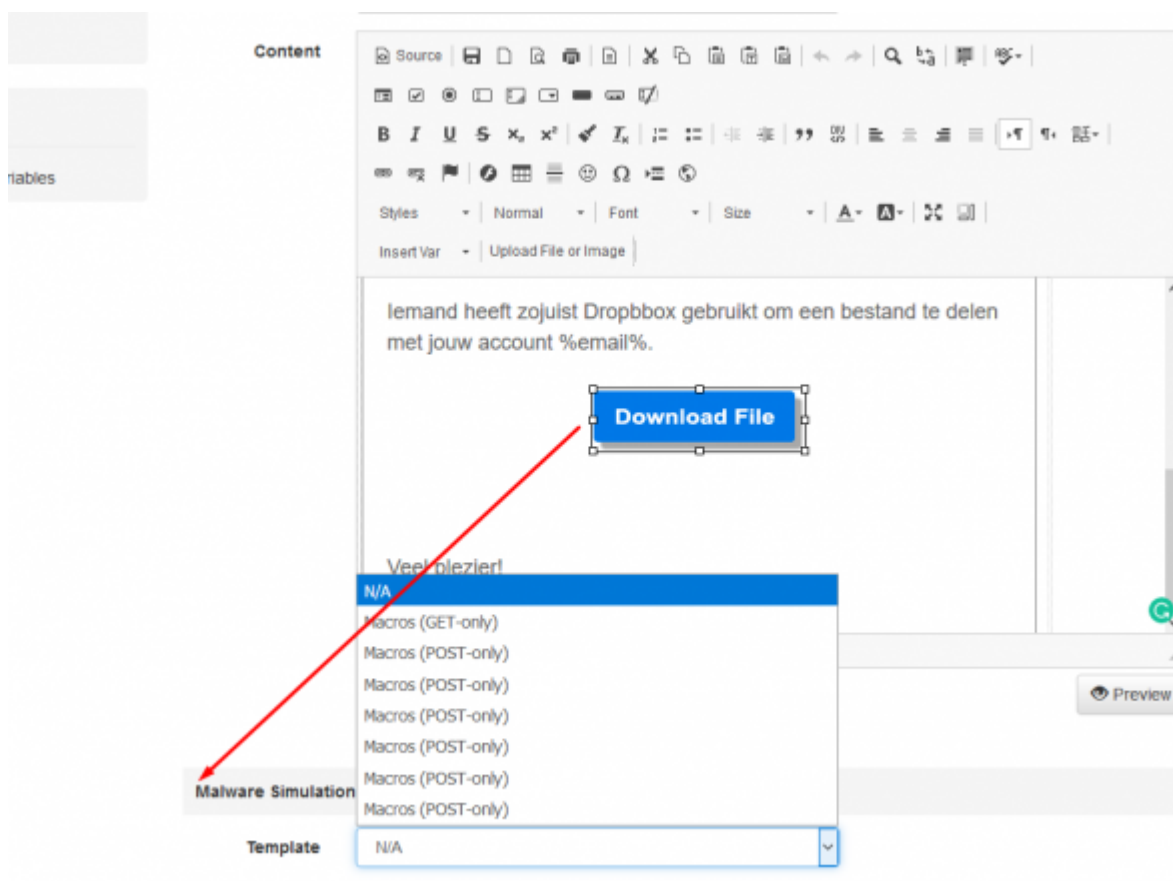 Content
Source
riables
Styles Normal Font Size
Insert Var Upload File or Image
Iemand heeft zojuist Dropbbox gebruikt om een bestand te delen
met jouw account %email%.
Download File
Veel plezier!
N/A
Macros (GET-only)
Macros (POST-only)
Macros (POST-only)
Macros (POST-only)
Macros (POST-only)
Macros (POST-only)
Macros (POST-only)
Preview
Malware Simulation
Template N/A